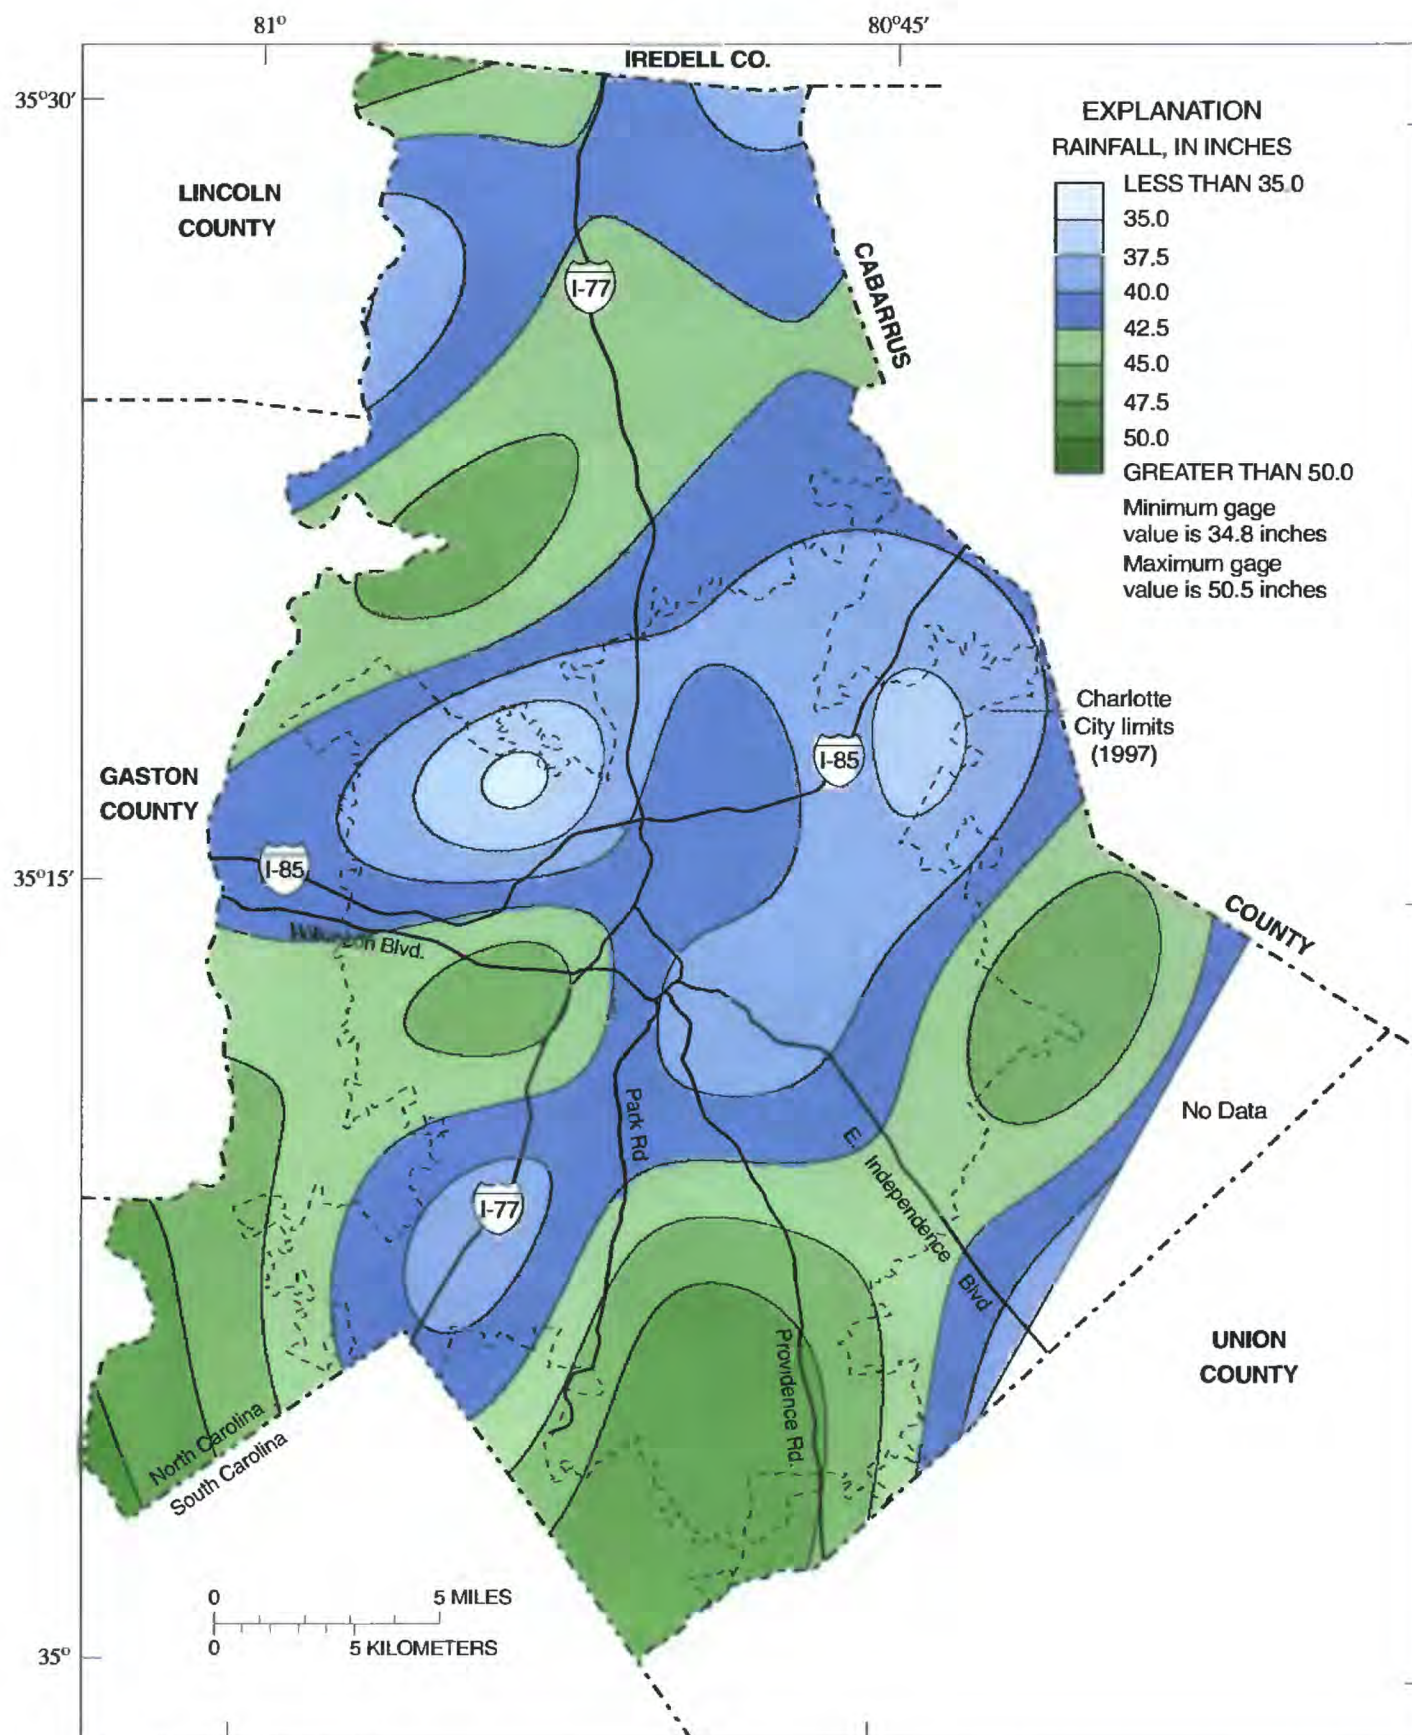 81°
80°45'
IREDELL CO.
35°30'
EXPLANATION
RAINFALL, IN INCHES
LESS THAN 35.0
35.0
37.5
40.0
42.5
45.0
47.5
50.0
GREATER THAN 50.0
Minimum gage
value is 34.8 inches
Maximum gage
value is 50.5 inches
LINCOLN
COUNTY
CABARRUS
I-77
Charlotte
City limits
(1997)
I-85
GASTON
COUNTY
I-85
35°15'
COUNTY
Blvd.
No Data
Park Rd
E. Independence Blvd
I-77
Providence Rd.
UNION
COUNTY
North Carolina
South Carolina
0 5 MILES
0 5 KILOMETERS
35°